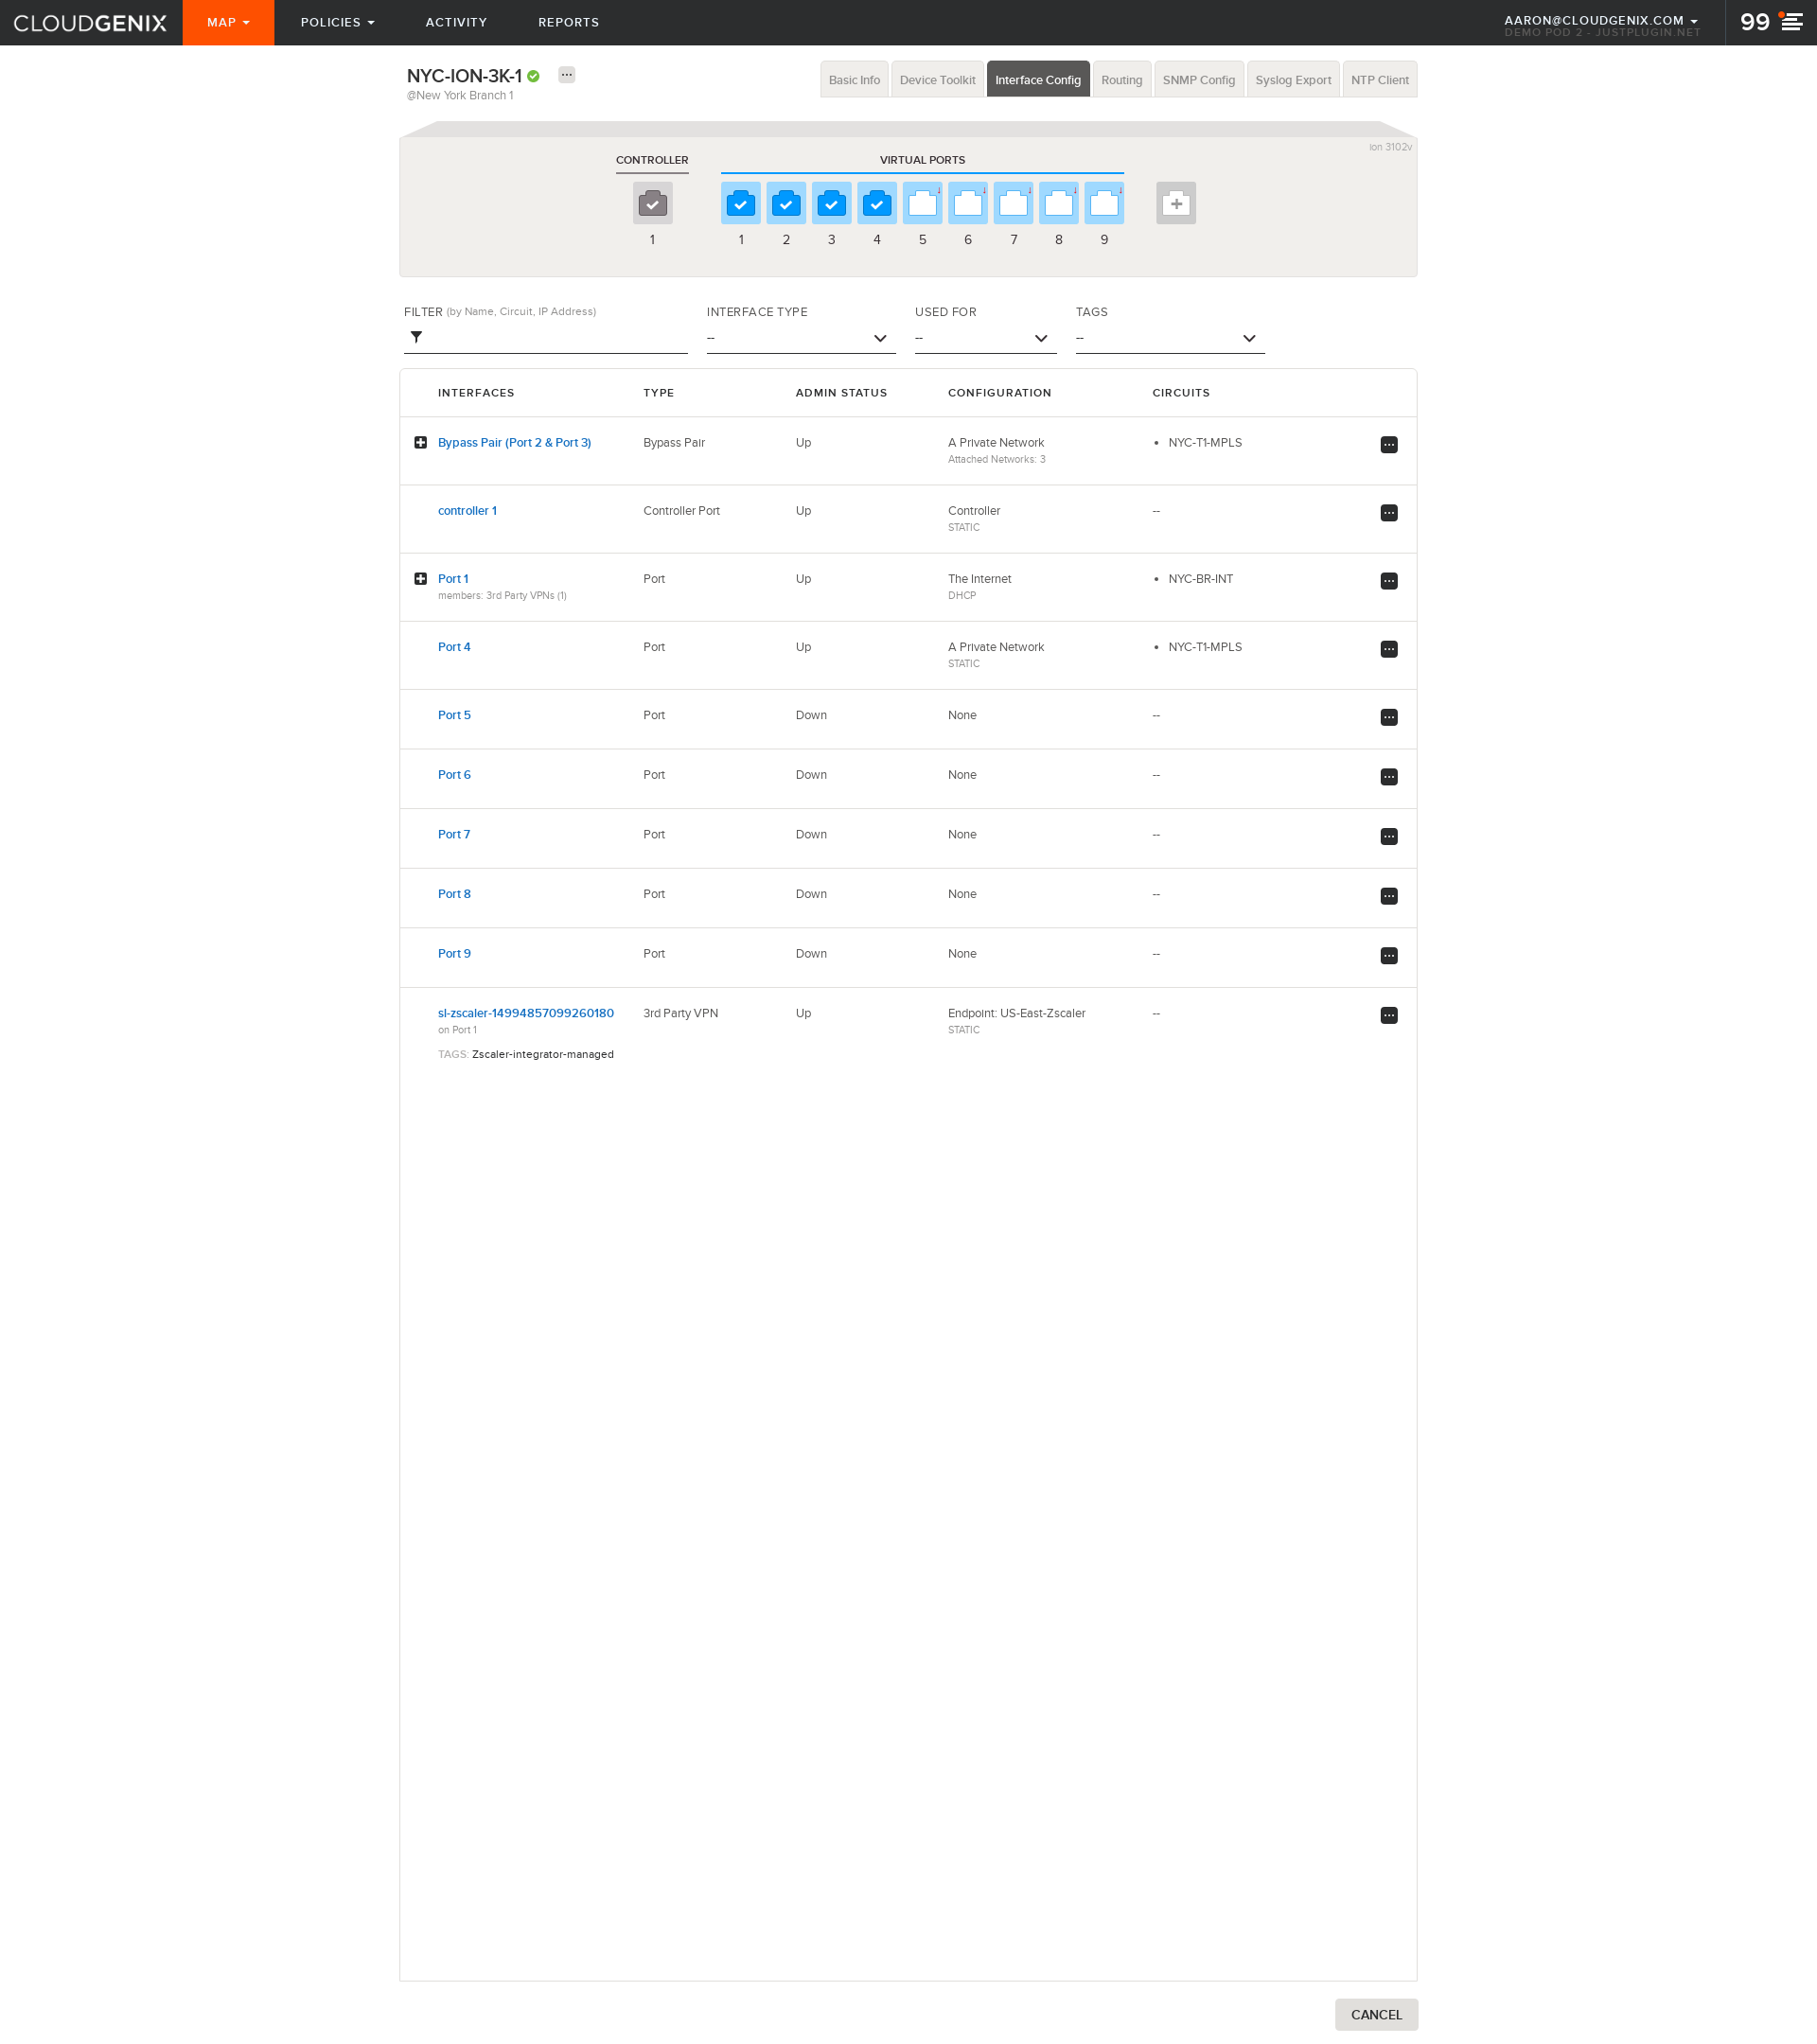 CLOUDGENIX MAP POLICIES ACTIVITY REPORTS AARON@CLOUDGENIX.COM 99
DEMO POD 2 - JUSTPLUGIN.NET
NYC-ION-3K-1
@New York Branch 1
Basic Info Device Toolkit Interface Config Routing SNMP Config Syslog Export NTP Client
ion 3102v
CONTROLLER VIRTUAL PORTS
1 1 2 3 4 5 6 7 8 9
FILTER (by Name, Circuit, IP Address) INTERFACE TYPE USED FOR TAGS
-- -- --
INTERFACES TYPE ADMIN STATUS CONFIGURATION CIRCUITS
Bypass Pair (Port 2 & Port 3) Bypass Pair Up A Private Network • NYC-T1-MPLS
Attached Networks: 3
controller 1 Controller Port Up Controller --
STATIC
Port 1 Port Up The Internet • NYC-BR-INT
members: 3rd Party VPNs (1) DHCP
Port 4 Port Up A Private Network • NYC-T1-MPLS
STATIC
Port 5 Port Down None --
Port 6 Port Down None --
Port 7 Port Down None --
Port 8 Port Down None --
Port 9 Port Down None --
sl-zscaler-14994857099260180 3rd Party VPN Up Endpoint: US-East-Zscaler --
on Port 1 STATIC
TAGS: Zscaler-integrator-managed
CANCEL